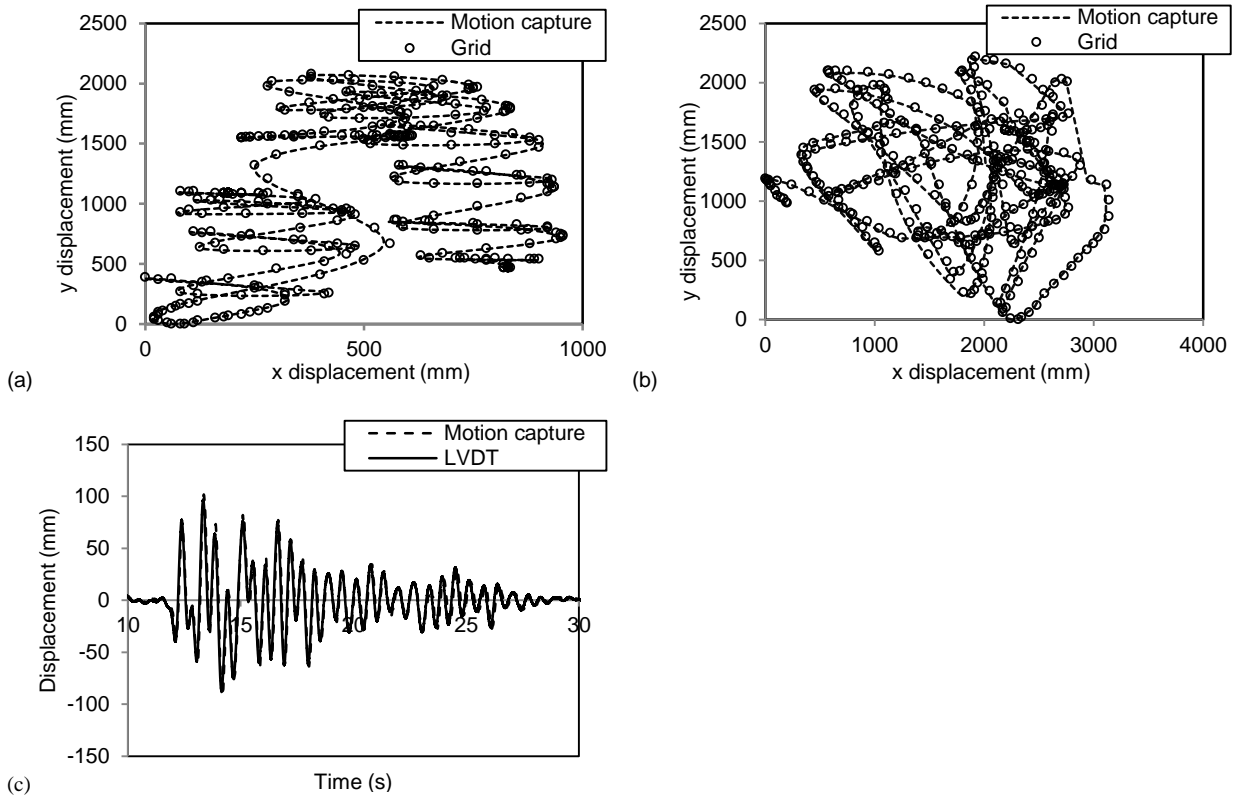 Motion capture
Grid
2500
2000
1500
1000
500
0
y displacement (mm)
0
500
1000
x displacement (mm)
(a)
Motion capture
Grid
2500
2000
1500
1000
500
0
y displacement (mm)
0
1000
2000
3000
4000
x displacement (mm)
(b)
Motion capture
LVDT
150
100
50
0
-50
-100
-150
Displacement (mm)
10
15
20
25
30
Time (s)
(c)